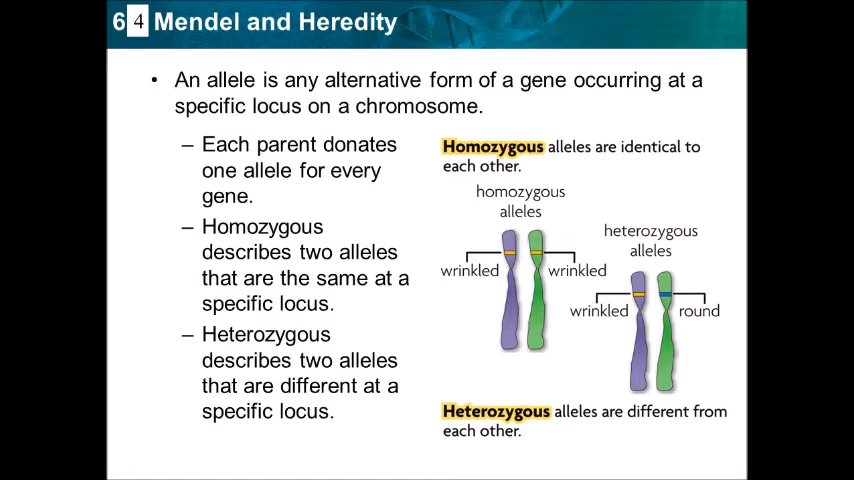 6 4 Mendel and Heredity
• An allele is any alternative form of a gene occurring at a
specific locus on a chromosome.
– Each parent donates
one allele for every
gene.
– Homozygous
describes two alleles
that are the same at a
specific locus.
– Heterozygous
describes two alleles
that are different at a
specific locus.
Homozygous alleles are identical to
each other.
homozygous
alleles
wrinkled
wrinkled
heterozygous
alleles
wrinkled
round
Heterozygous alleles are different from
each other.